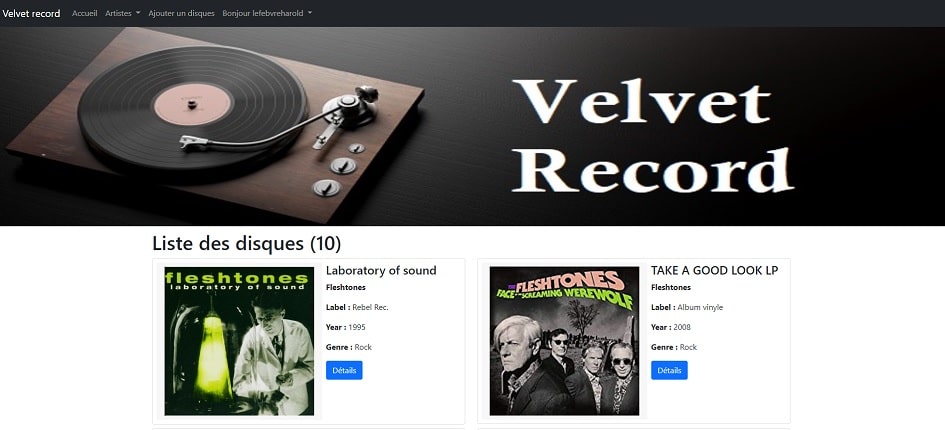 Velvet record Accueil Artistes Ajouter un disques Bonjour lefebvreharold
Velvet
Record
Liste des disques (10)
fleshtones
laboratory of sound
Laboratory of sound
Fleshtones
Label : Rebel Rec.
Year : 1995
Genre : Rock
Détails
THE FLESHTONES
FACE OF THE SCREAMING WEREWOLF
TAKE A GOOD LOOK LP
Fleshtones
Label : Album vinyle
Year : 2008
Genre : Rock
Détails